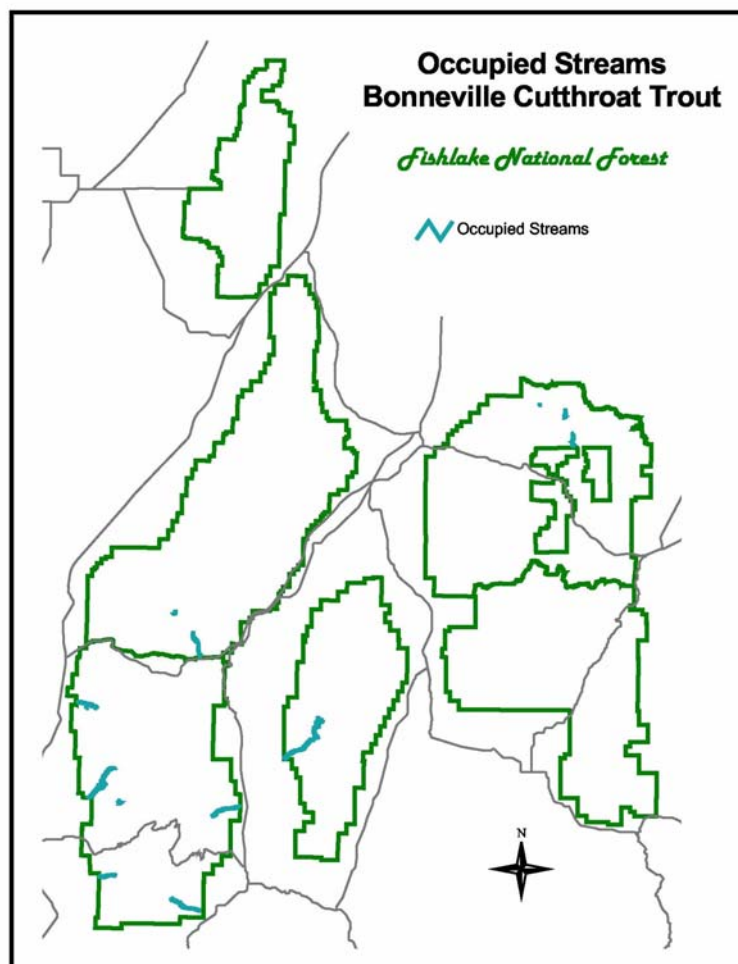 Occupied Streams
Bonneville Cutthroat Trout
Fishlake National Forest
Occupied Streams
N